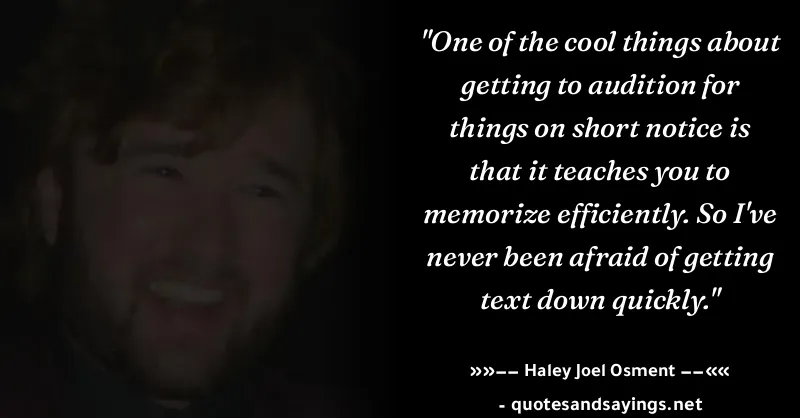 "One of the cool things about
getting to audition for
things on short notice is
that it teaches you to
memorize efficiently. So I've
never been afraid of getting
text down quickly."
»»−− Haley Joel Osment −−««
- quotesandsayings.net